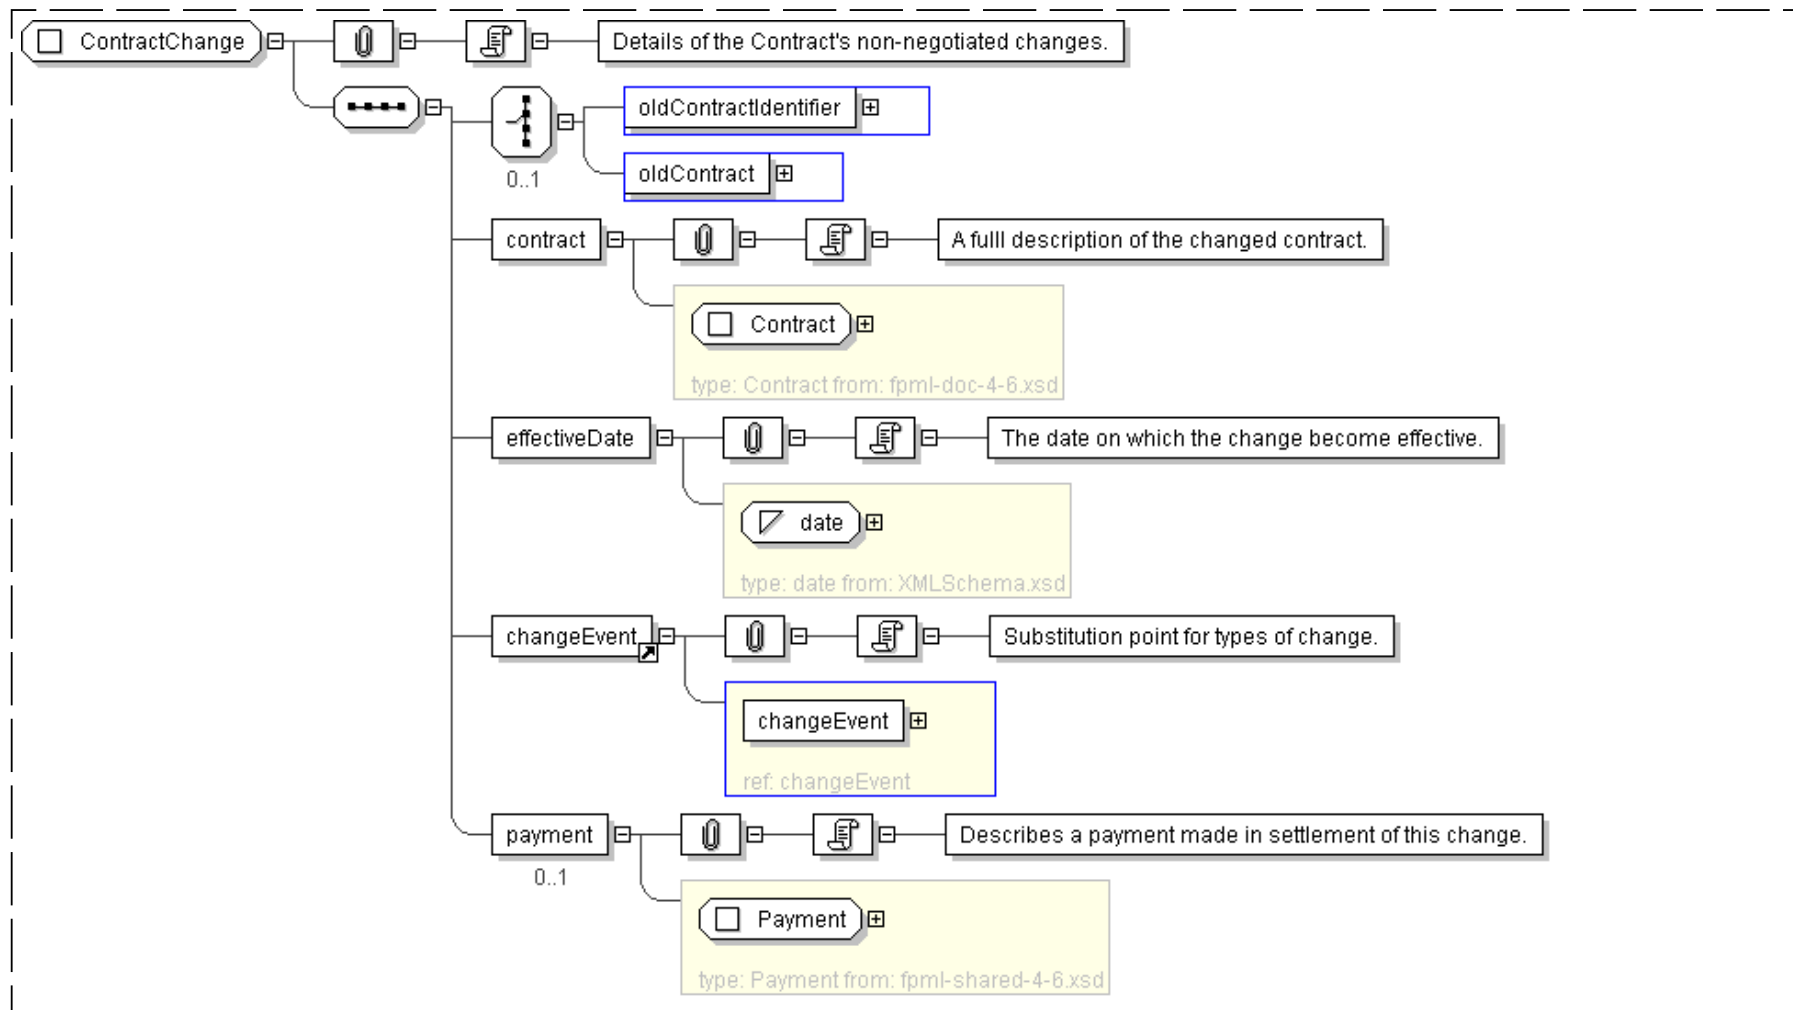 ContractChange
Details of the Contract's non-negotiated changes.
oldContractIdentifier
oldContract
0..1
contract
A fulll description of the changed contract.
Contract
type: Contract from: fpml-doc-4-6.xsd
effectiveDate
The date on which the change become effective.
date
type: date from: XMLSchema.xsd
changeEvent
Substitution point for types of change.
changeEvent
ref: changeEvent
payment
Describes a payment made in settlement of this change.
0..1
Payment
type: Payment from: fpml-shared-4-6.xsd